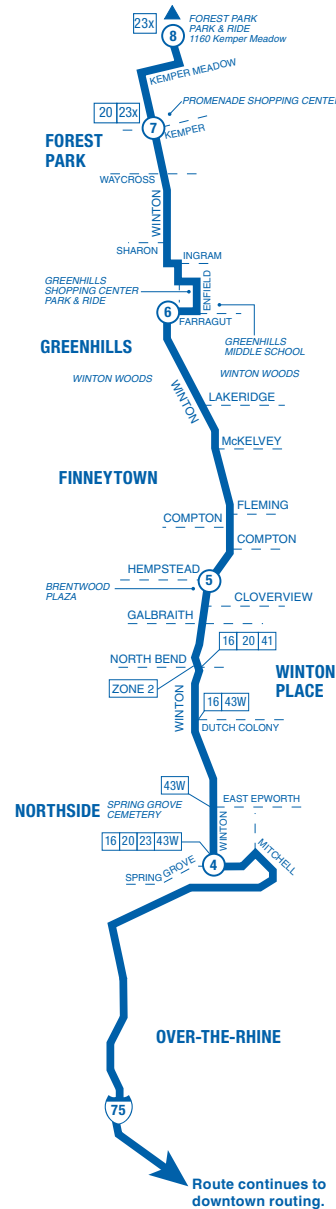 23x
FOREST PARK
PARK & RIDE
1160 Kemper Meadow
8
KEMPER MEADOW
PROMENADE SHOPPING CENTER
20 23x
7
KEMPER
FOREST
PARK
WAYCROSS
WINTON
SHARON
INGRAM
GREENHILLS
SHOPPING CENTER
PARK & RIDE
ENFIELD
6
FARRAGUT
GREENHILLS
MIDDLE SCHOOL
GREENHILLS
WINTON WOODS
WINTON WOODS
WINTON
LAKERIDGE
McKELVEY
FINNEYTOWN
FLEMING
COMPTON
COMPTON
HEMPSTEAD
5
BRENTWOOD
PLAZA
CLOVERVIEW
GALBRAITH
16 20 41
NORTH BEND
WINTON
PLACE
ZONE 2
WINTON
16 43W
DUTCH COLONY
43W
EAST EPWORTH
NORTHSIDE
SPRING GROVE
CEMETERY
WINTON
16 20 23 43W
MITCHELL
4
SPRING GROVE
OVER-THE-RHINE
75
Route continues to
downtown routing.